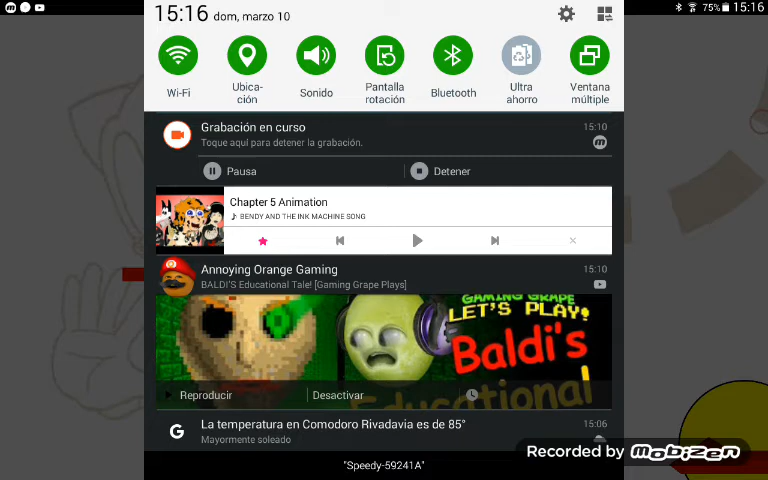 15:16 dom, marzo 10
75% 15:16
Wi-Fi
Ubica-
ción
Sonido
Pantalla
rotación
Bluetooth
Ultra
ahorro
Ventana
múltiple
Grabación en curso 15:10
Toque aquí para detener la grabación.
Pausa
Detener
Chapter 5 Animation
BENDY AND THE INK MACHINE SONG
Annoying Orange Gaming 15:10
BALDI'S Educational Tale! [Gaming Grape Plays]
GAMING GRAPE
LET'S PLAY!
Baldi's
Educational
Reproducir
Desactivar
La temperatura en Comodoro Rivadavia es de 85° 15:06
Mayormente soleado
Recorded by Mobizen
"Speedy-59241A"